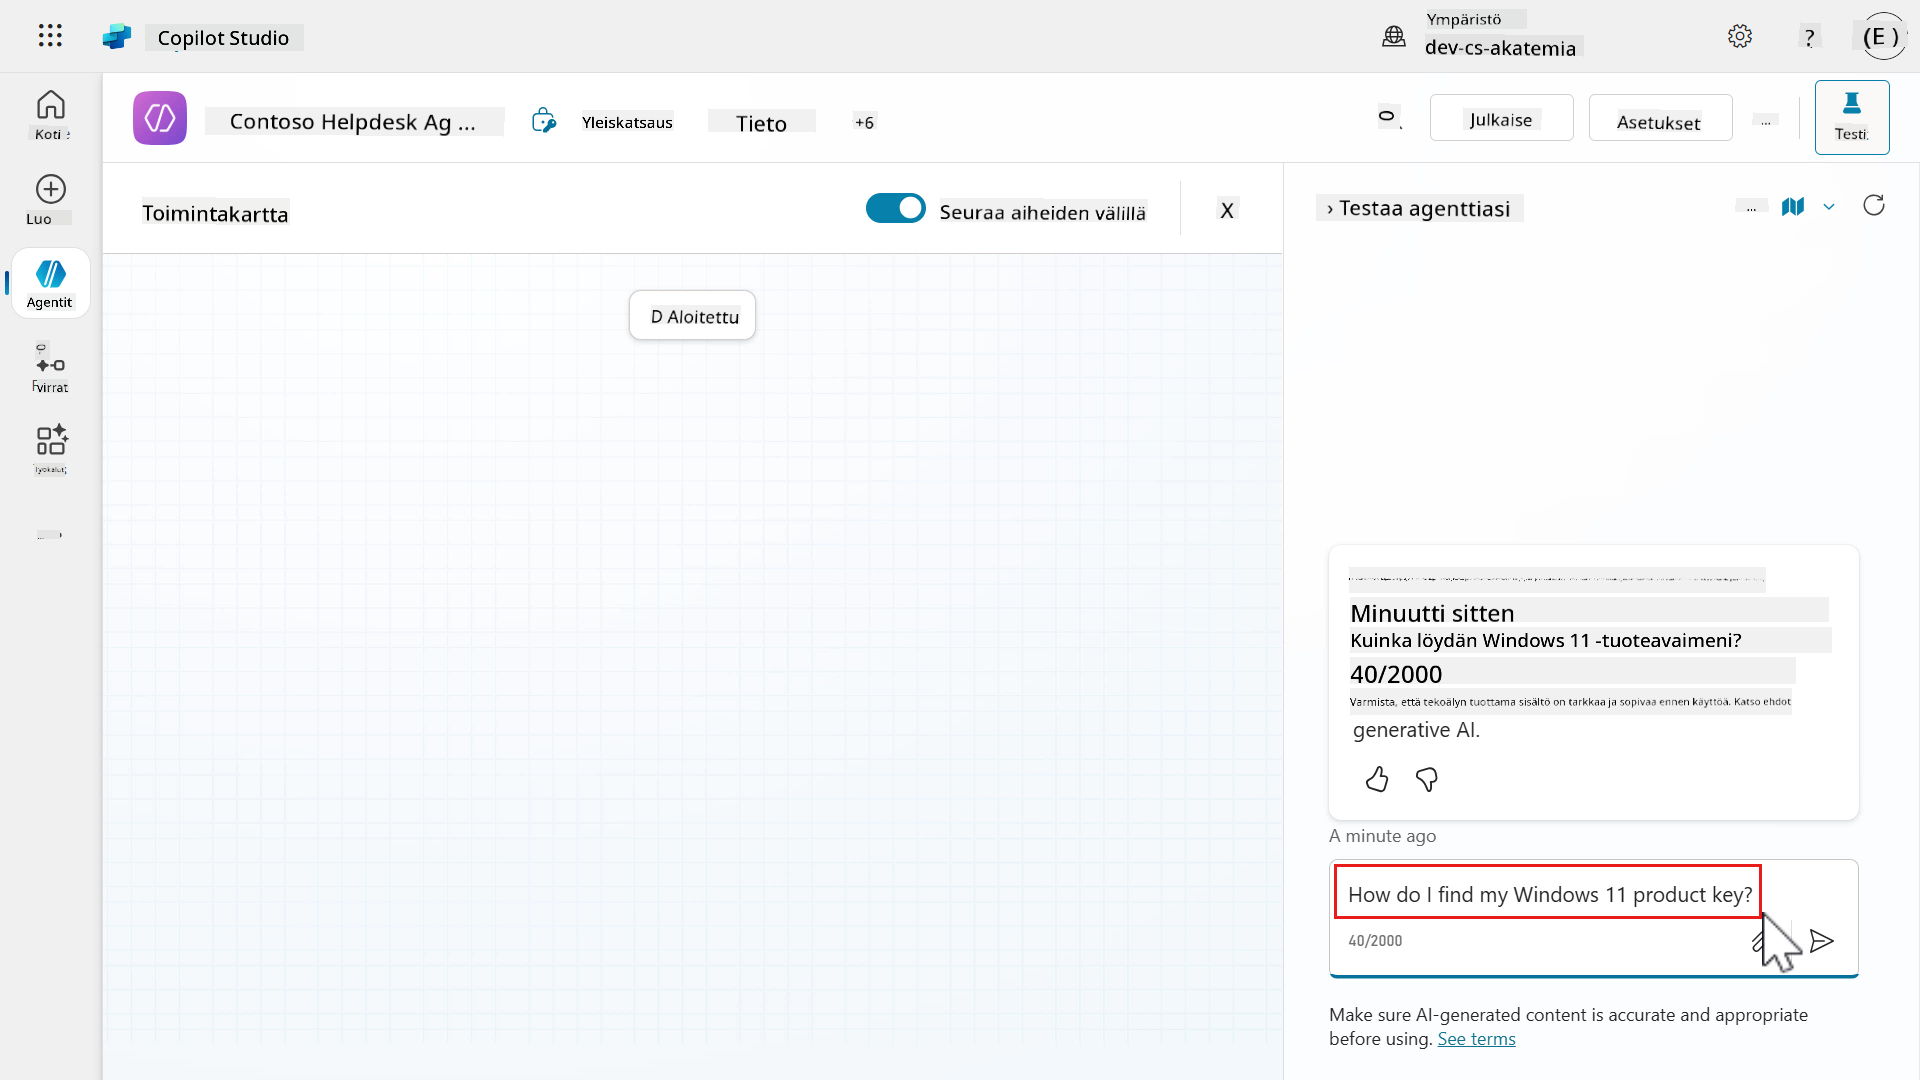 Copilot Studio
Ympäristö
dev-cs-akatemia
?
(E )
Koti
Luo
Agentit
virrat
Työkalut
Contoso Helpdesk Ag ...
Yleiskatsaus
Tieto
+6
Julkaise
Asetukset
...
Testi
Toimintakartta
Seuraa aiheiden välillä
X
D Aloitettu
› Testaa agenttiasi
...
Minuutti sitten
Kuinka löydän Windows 11 -tuoteavaimeni?
40/2000
Varmista, että tekoälyn tuottama sisältö on tarkkaa ja sopivaa ennen käyttöä. Katso ehdot
generative AI.
A minute ago
How do I find my Windows 11 product key?
40/2000
Make sure AI-generated content is accurate and appropriate
before using. See terms